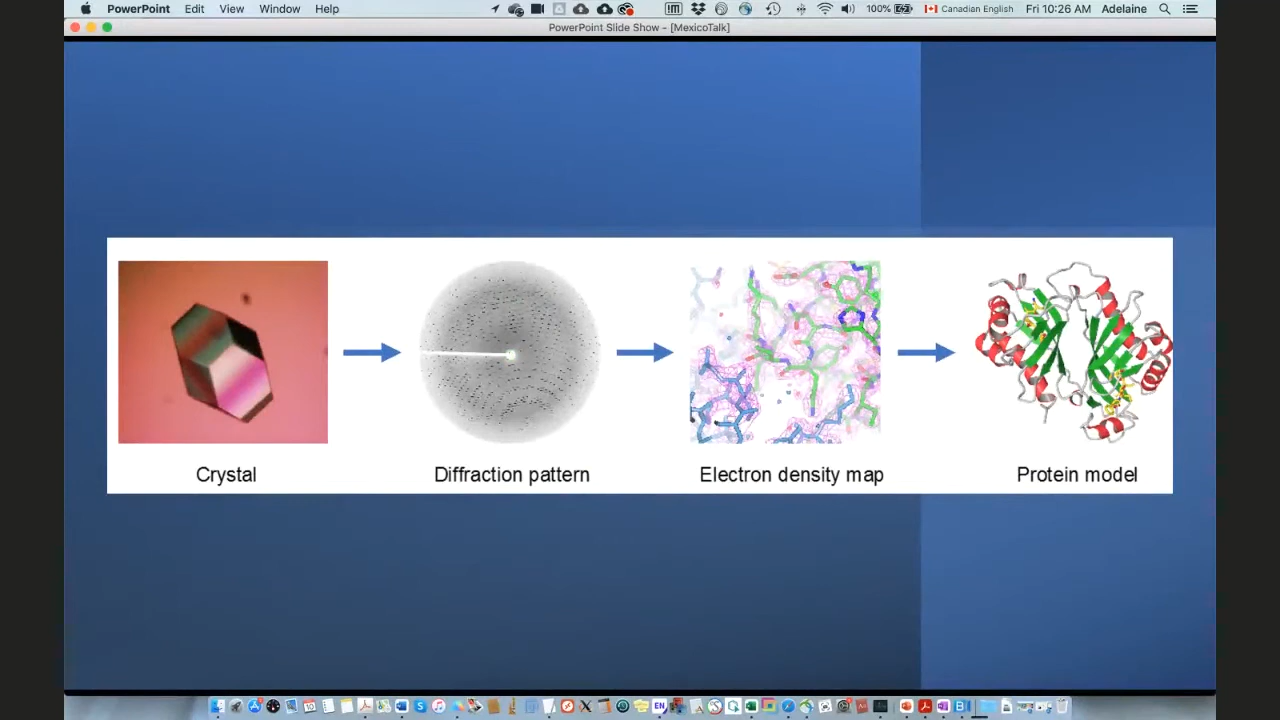 PowerPoint Edit View Window Help 100% Canadian English Fri 10:26 AM Adelaine
PowerPoint Slide Show - [MexicoTalk]
Crystal Diffraction pattern Electron density map Protein model
EN